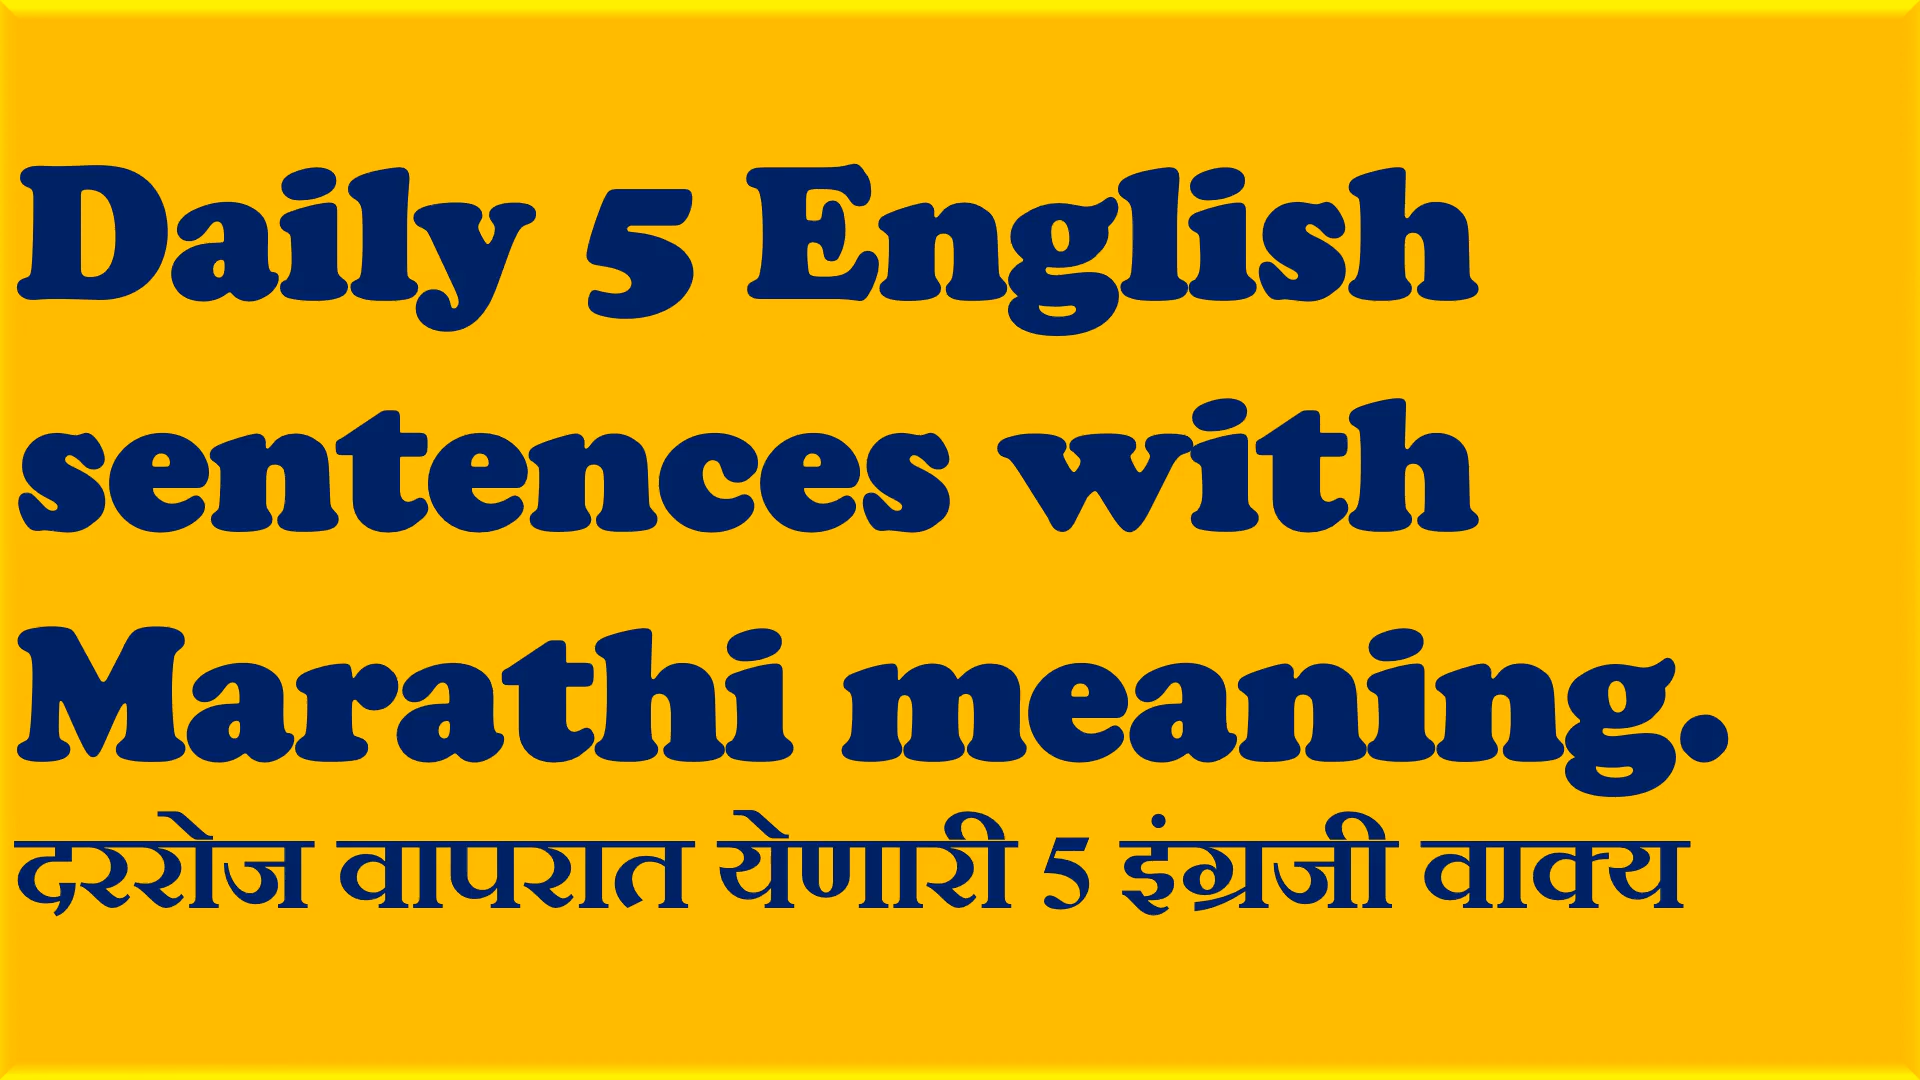 Daily 5 English
sentences with
Marathi meaning.
दररोज वापरात येणारी 5 इंग्रजी वाक्य